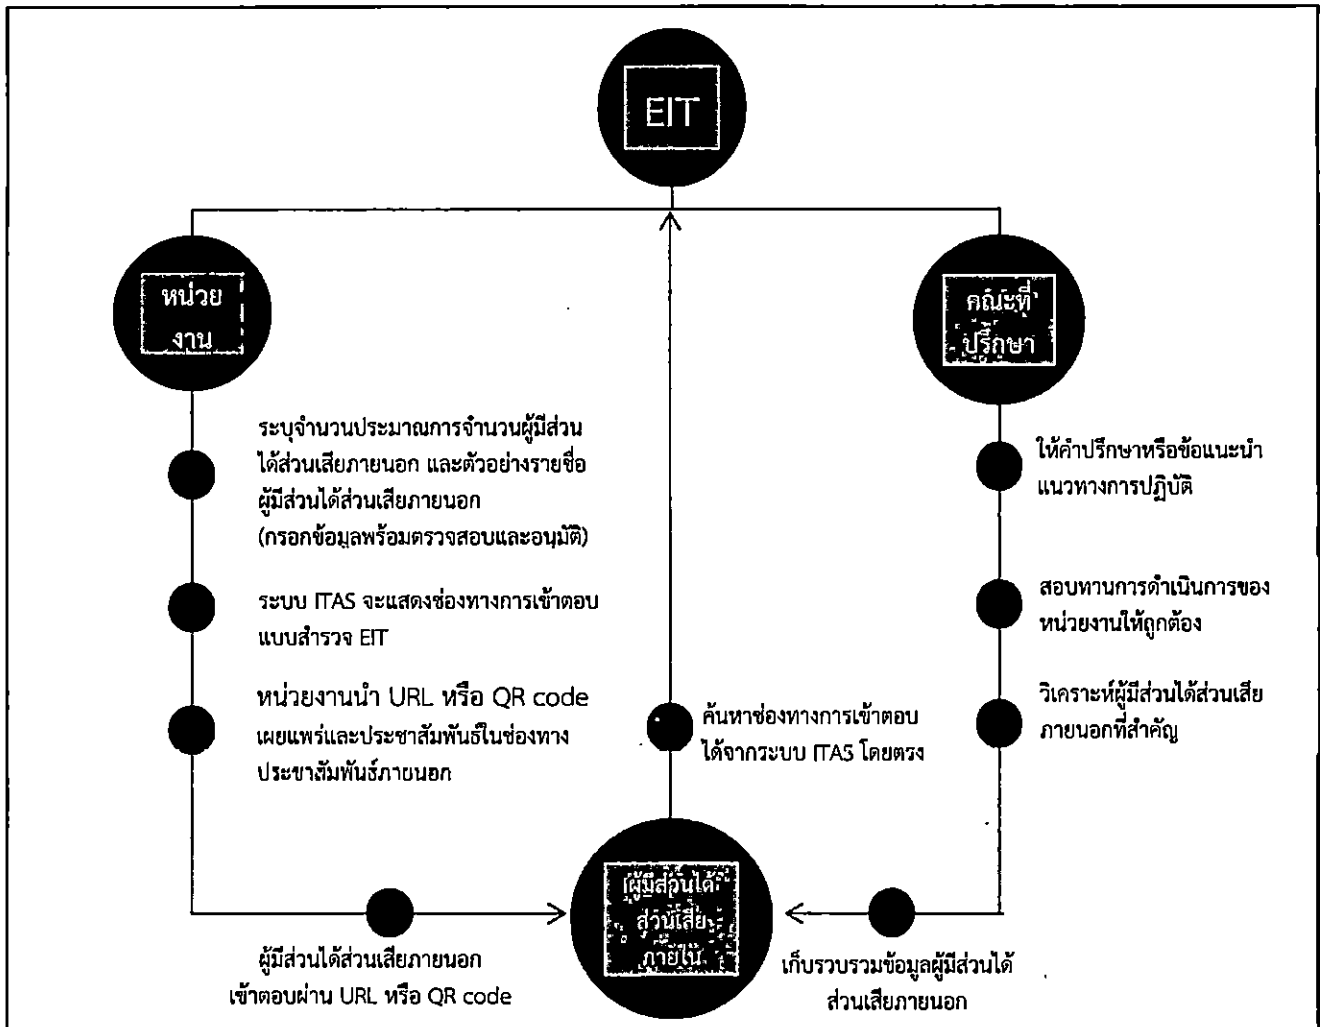 EIT
หน่วย
งาน
คณะที่
ปรึกษา
ระบุจำนวนประมาณการจำนวนผู้มีส่วน
ได้ส่วนเสียภายนอก และตัวอย่างรายชื่อ
ผู้มีส่วนได้ส่วนเสียภายนอก
(กรอกข้อมูลพร้อมตรวจสอบและอนุมัติ)
ระบบ ITAS จะแสดงช่องทางการเข้าตอบ
แบบสำรวจ EIT
หน่วยงานนำ URL หรือ QR code
เผยแพร่และประชาสัมพันธ์ในช่องทาง
ประชาสัมพันธ์ภายนอก
ให้คำปรึกษาหรือข้อแนะนำ
แนวทางการปฏิบัติ
สอบทานการดำเนินการของ
หน่วยงานให้ถูกต้อง
วิเคราะห์ผู้มีส่วนได้ส่วนเสีย
ภายนอกที่สำคัญ
ค้นหาช่องทางการเข้าตอบ
ได้จากระบบ ITAS โดยตรง
ผู้มีส่วนได้
ส่วนเสีย
ภายใน
ผู้มีส่วนได้ส่วนเสียภายนอก
เข้าตอบผ่าน URL หรือ QR code
เก็บรวบรวมข้อมูลผู้มีส่วนได้
ส่วนเสียภายนอก